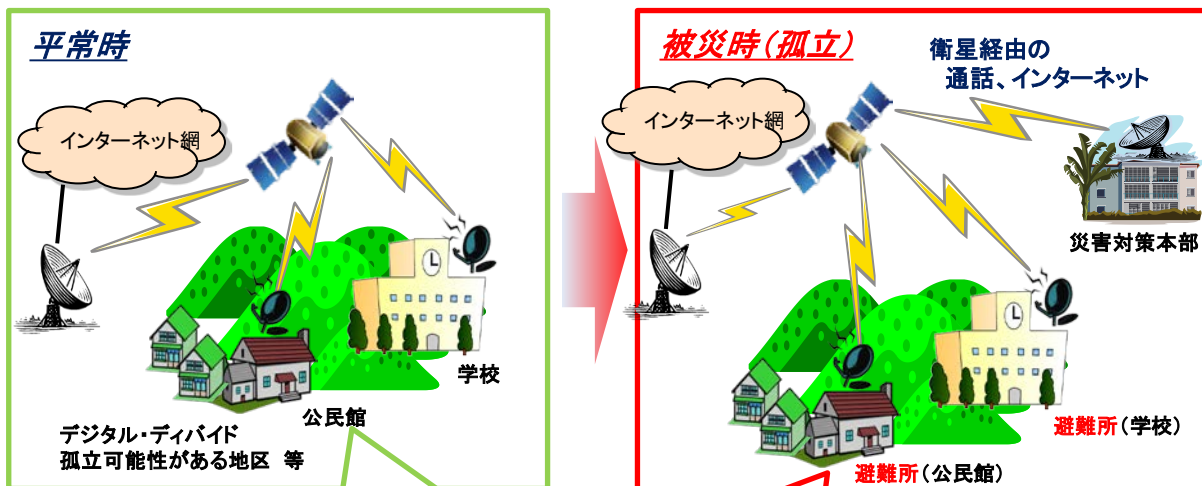 平常時
インターネット網
学校
公民館
デジタル・ディバイド
孤立可能性がある地区 等
被災時(孤立)
衛星経由の
通話、インターネット
インターネット網
災害対策本部
避難所(学校)
避難所(公民館)